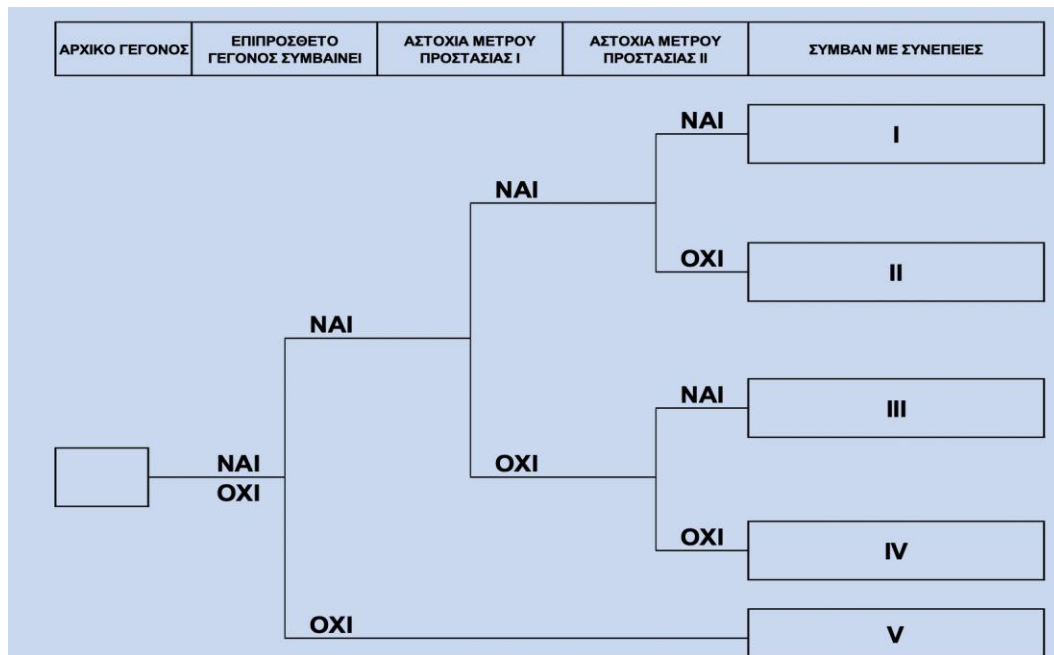 ΑΡΧΙΚΟ ΓΕΓΟΝΟΣ
ΕΠΙΠΡΟΣΘΕΤΟ
ΓΕΓΟΝΟΣ ΣΥΜΒΑΙΝΕΙ
ΑΣΤΟΧΙΑ ΜΕΤΡΟΥ
ΠΡΟΣΤΑΣΙΑΣ Ι
ΑΣΤΟΧΙΑ ΜΕΤΡΟΥ
ΠΡΟΣΤΑΣΙΑΣ ΙΙ
ΣΥΜΒΑΝ ΜΕ ΣΥΝΕΠΕΙΕΣ
ΝΑΙ
I
ΝΑΙ
ΟΧΙ
II
ΝΑΙ
ΝΑΙ
III
ΝΑΙ
ΟΧΙ
ΟΧΙ
ΟΧΙ
IV
ΟΧΙ
V